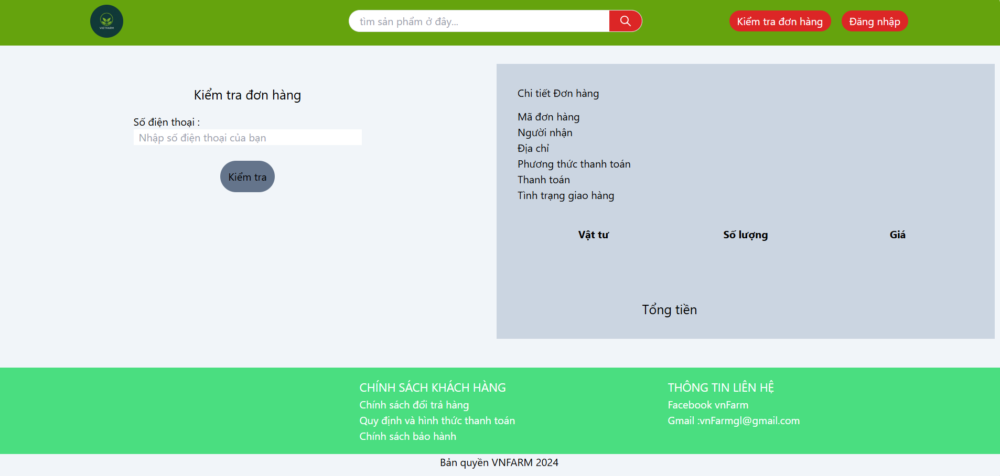 VIETFARM
tìm sản phẩm ở đây...
Kiểm tra đơn hàng
Đăng nhập
Kiểm tra đơn hàng
Số điện thoại :
Nhập số điện thoại của bạn
Kiểm tra
Chi tiết Đơn hàng
Mã đơn hàng
Người nhận
Địa chỉ
Phương thức thanh toán
Thanh toán
Tình trạng giao hàng
Vật tư Số lượng Giá
Tổng tiền
CHÍNH SÁCH KHÁCH HÀNG
Chính sách đổi trả hàng
Quy định và hình thức thanh toán
Chính sách bảo hành
THÔNG TIN LIÊN HỆ
Facebook vnFarm
Gmail :vnFarmgl@gmail.com
Bản quyền VNFARM 2024